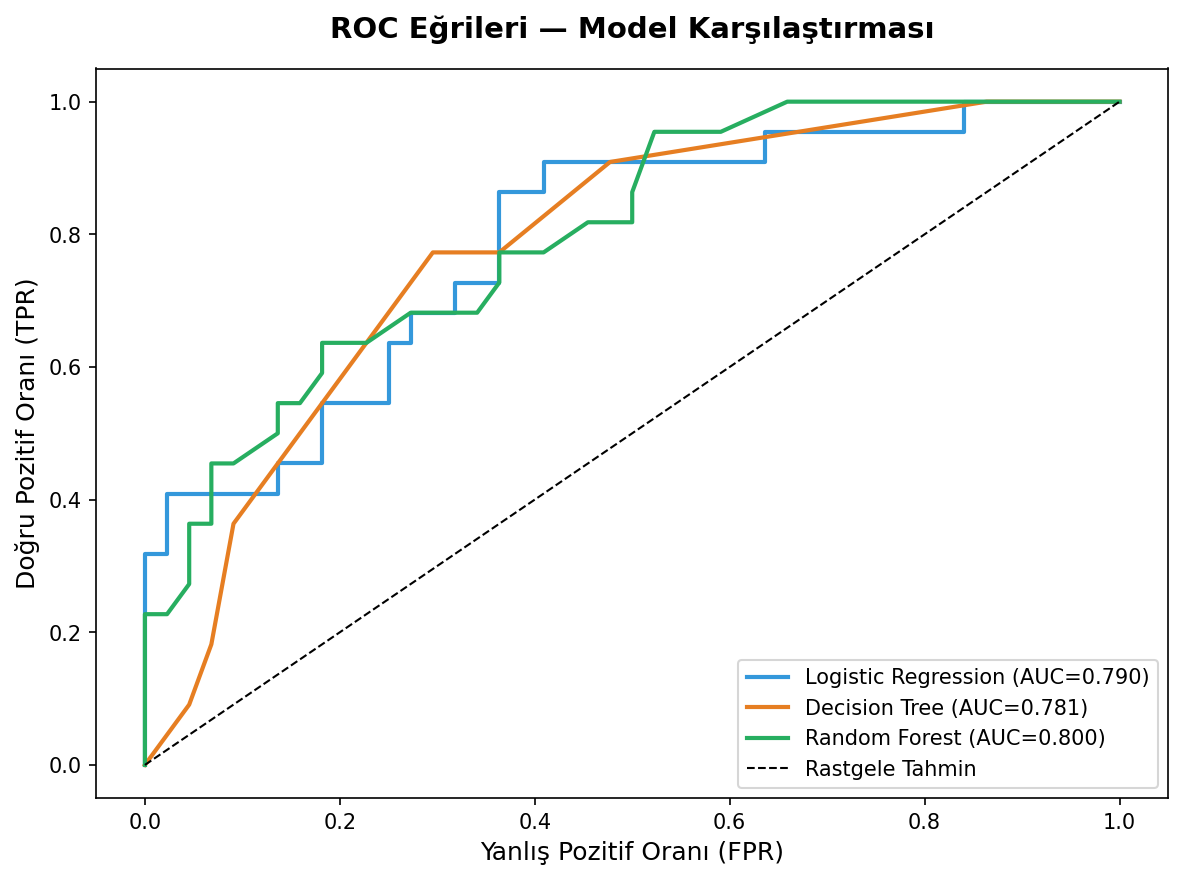 ROC Eğrileri — Model Karşılaştırması
Doğru Pozitif Oranı (TPR)
1.0
0.8
0.6
0.4
0.2
0.0
0.0 0.2 0.4 0.6 0.8 1.0
Yanlış Pozitif Oranı (FPR)
Logistic Regression (AUC=0.790)
Decision Tree (AUC=0.781)
Random Forest (AUC=0.800)
Rastgele Tahmin